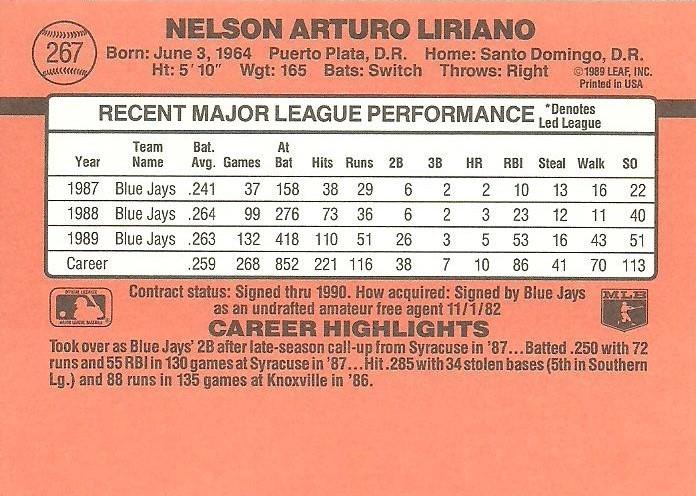 267
NELSON ARTURO LIRIANO
Born: June 3, 1964 Puerto Plata, D.R. Home: Santo Domingo, D.R.
Ht: 5'10" Wgt: 165 Bats: Switch Throws: Right ©1989 LEAF, INC.
Printed in USA
RECENT MAJOR LEAGUE PERFORMANCE *Denotes
Led League
Year Team Name Bat. Avg. Games At Bat Hits Runs 2B 3B HR RBI Steal Walk SO
1987 Blue Jays .241 37 158 38 29 6 2 2 10 13 16 22
1988 Blue Jays .264 99 276 73 36 6 2 3 23 12 11 40
1989 Blue Jays .263 132 418 110 51 26 3 5 53 16 43 51
Career .259 268 852 221 116 38 7 10 86 41 70 113
Contract status: Signed thru 1990. How acquired: Signed by Blue Jays
as an undrafted amateur free agent 11/1/82
MLB
CAREER HIGHLIGHTS
Took over as Blue Jays' 2B after late-season call-up from Syracuse in '87...Batted .250 with 72
runs and 55 RBI in 130 games at Syracuse in '87...Hit .285 with 34 stolen bases (5th in Southern
Lg.) and 88 runs in 135 games at Knoxville in '86.